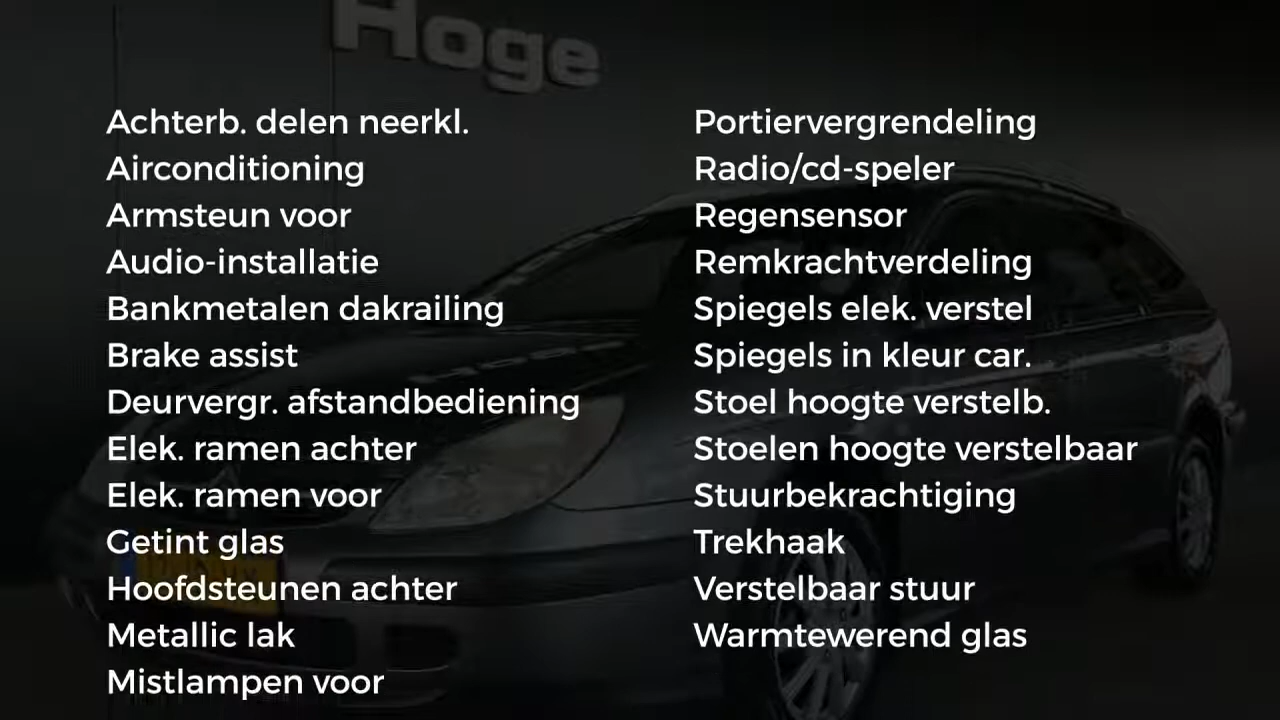 Hoge
Achterb. delen neerkl.
Airconditioning
Armsteun voor
Audio-installatie
Bankmetalen dakrailing
Brake assist
Deurvergr. afstandbediening
Elek. ramen achter
Elek. ramen voor
Getint glas
Hoofdsteunen achter
Metallic lak
Mistlampen voor
Portiervergrendeling
Radio/cd-speler
Regensensor
Remkrachtverdeling
Spiegels elek. verstel
Spiegels in kleur car.
Stoel hoogte verstelb.
Stoelen hoogte verstelbaar
Stuurbekrachtiging
Trekhaak
Verstelbaar stuur
Warmtewerend glas